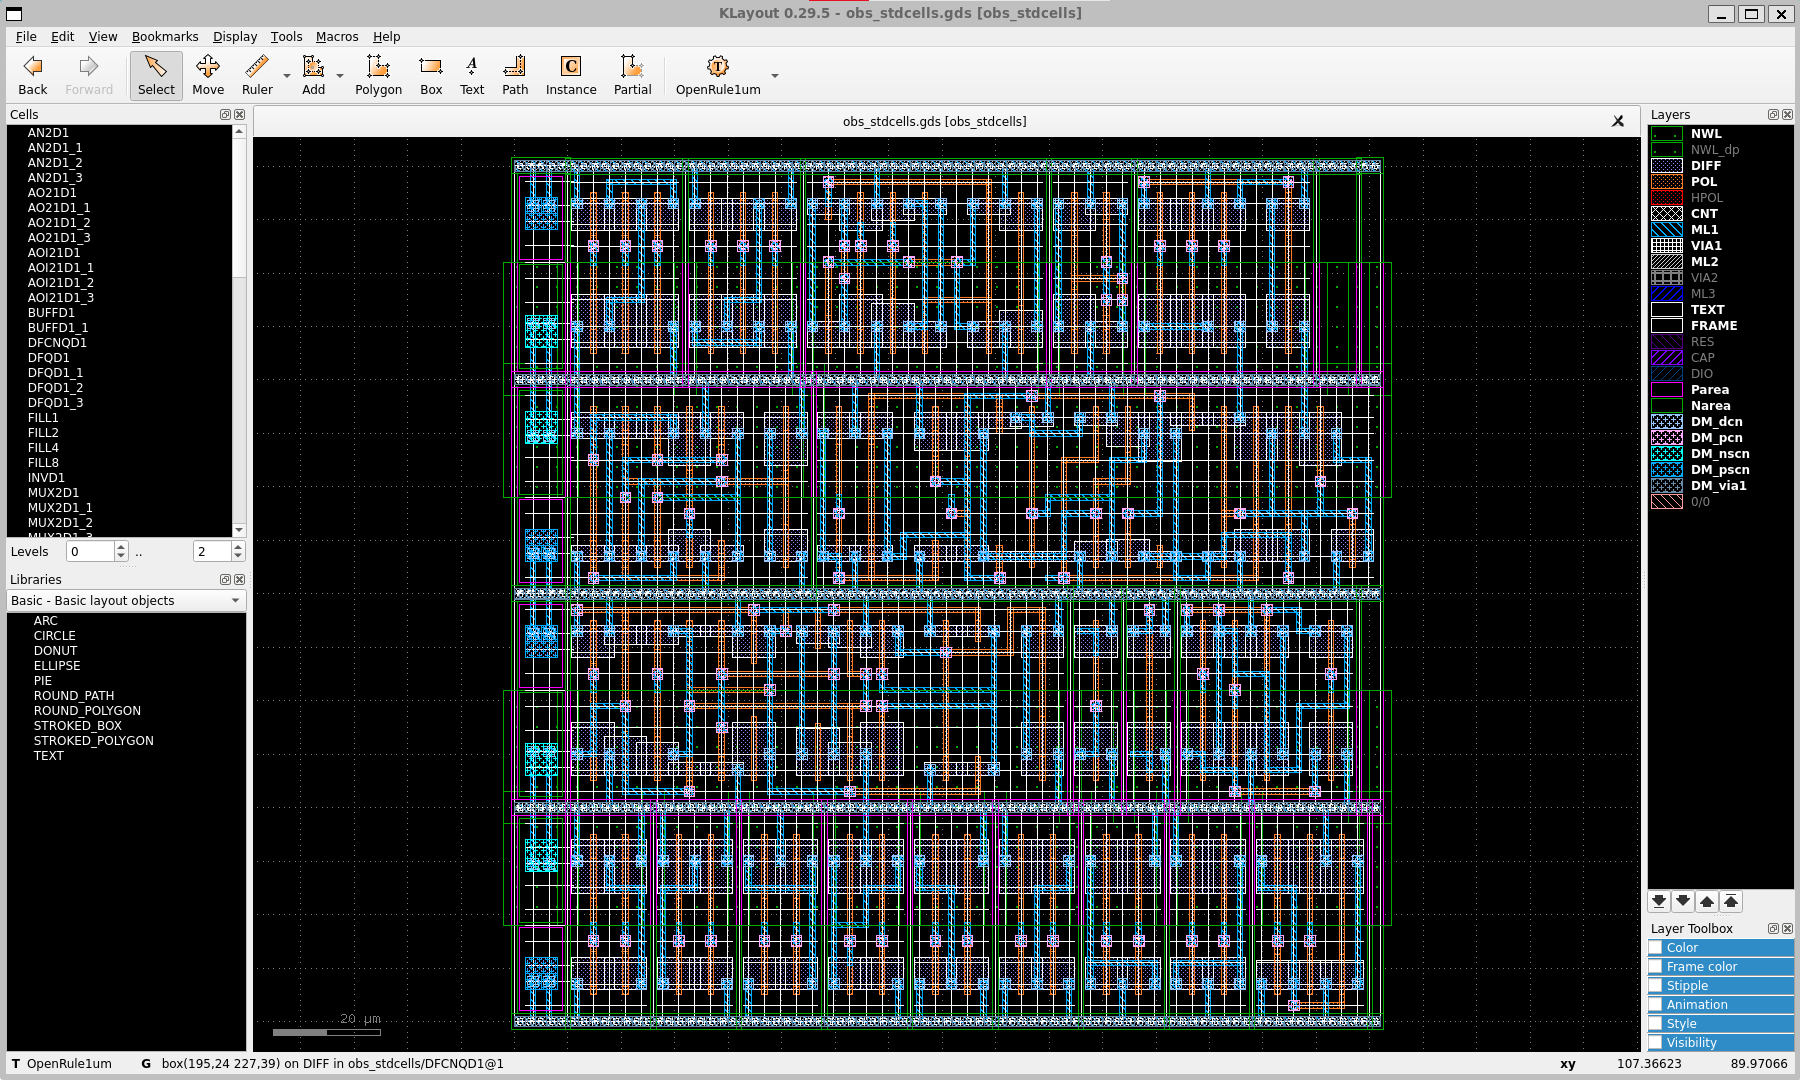 KLayout 0.29.5 - obs_stdcells.gds [obs_stdcells]
File Edit View Bookmarks Display Tools Macros Help
Back Forward Select Move Ruler Add Polygon Box Text Path Instance Partial OpenRule1um
Cells
AN2D1
AN2D1_1
AN2D1_2
AN2D1_3
AO21D1
AO21D1_1
AO21D1_2
AO21D1_3
AOI21D1
AOI21D1_1
AOI21D1_2
AOI21D1_3
BUFFD1
BUFFD1_1
DFCNQD1
DFQD1
DFQD1_1
DFQD1_2
DFQD1_3
FILL1
FILL2
FILL4
FILL8
INVD1
MUX2D1
MUX2D1_1
MUX2D1_2
MUX2D1_3
Levels 0 .. 2
Libraries
Basic - Basic layout objects
ARC
CIRCLE
DONUT
ELLIPSE
PIE
ROUND_PATH
ROUND_POLYGON
STROKED_BOX
STROKED_POLYGON
TEXT
obs_stdcells.gds [obs_stdcells]
20 µm
Layers
NWL
NWL_dp
DIFF
POL
HPOL
CNT
ML1
VIA1
ML2
VIA2
ML3
TEXT
FRAME
RES
CAP
DIO
Parea
Narea
DM_dcn
DM_pcn
DM_nscn
DM_pscn
DM_via1
0/0
Layer Toolbox
Color
Frame color
Stipple
Animation
Style
Visibility
T OpenRule1um G box(195,24 227,39) on DIFF in obs_stdcells/DFCNQD1@1 xy 107.36623 89.97066